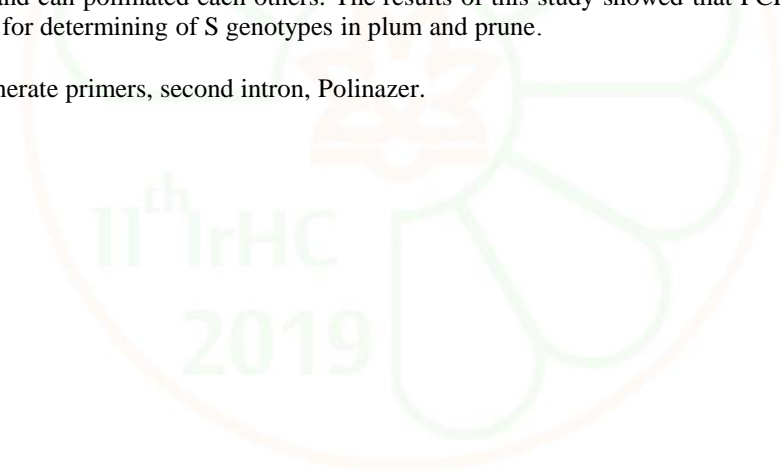 and can pollinated each others. The results of this study showed that
for determining of S genotypes in plum and prune.
nerate primers, second intron, Polinazer.
11th IrHC
2019